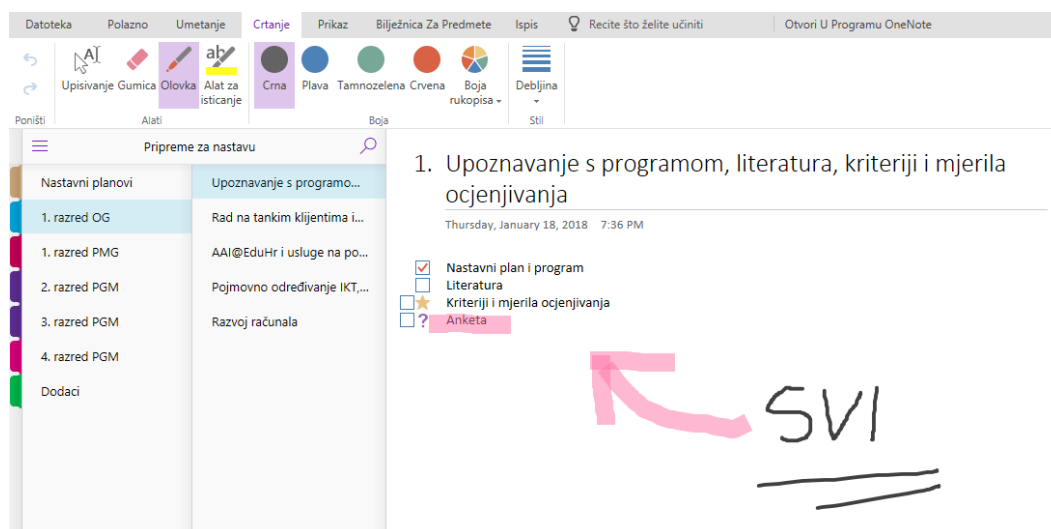 Datoteka Polazno Umetanje Crtanje Prikaz Bilježnica Za Predmete Ispis Recite što želite učiniti Otvori U Programu OneNote
Upisivanje Gumica Olovka Alat za isticanje Crna Plava Tamnozelena Crvena Boja rukopisa Debljina
Poništi Alati Boja Stil
Pripreme za nastavu
Nastavni planovi
1. razred OG
1. razred PMG
2. razred PGM
3. razred PGM
4. razred PGM
Dodaci
Upoznavanje s programo...
Rad na tankim klijentima i...
AAI@EduHr i usluge na po...
Pojmovno određivanje IKT,...
Razvoj računala
1. Upoznavanje s programom, literatura, kriteriji i mjerila
ocjenjivanja
Thursday, January 18, 2018 7:36 PM
Nastavni plan i program
Literatura
Kriteriji i mjerila ocjenjivanja
? Anketa
SVI